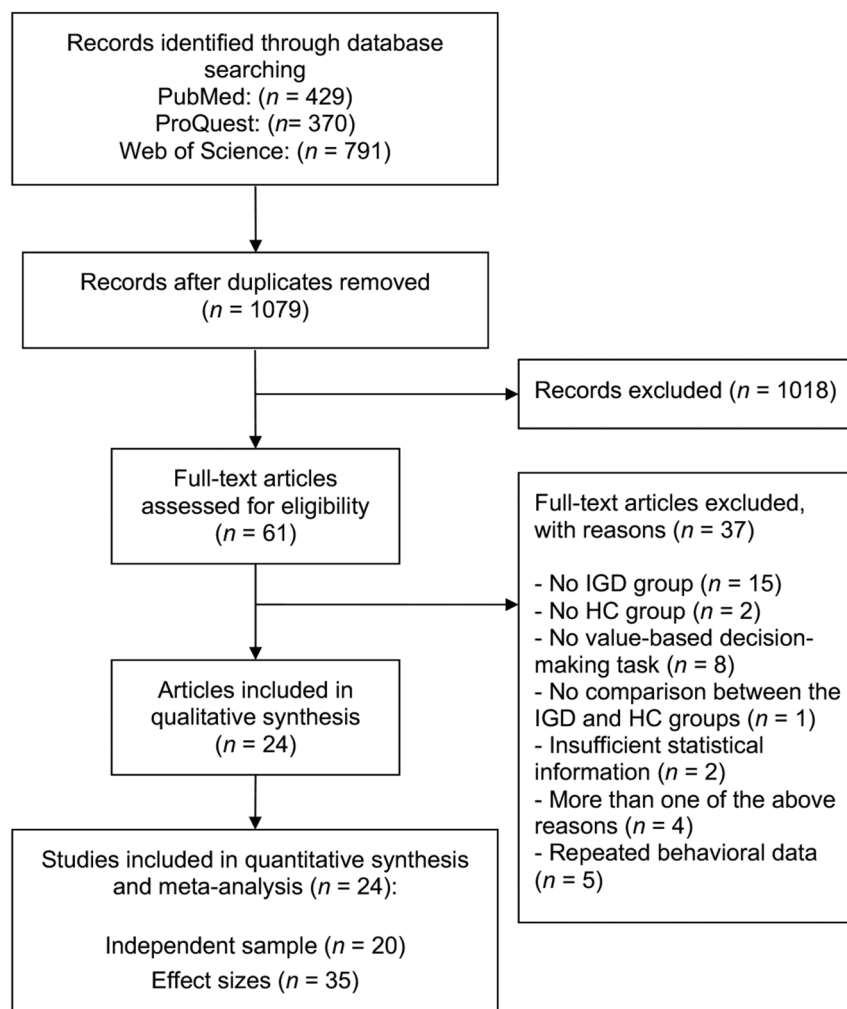 Records identified through database
searching
PubMed: (n = 429)
ProQuest: (n= 370)
Web of Science: (n = 791)
Records after duplicates removed
(n = 1079)
Records excluded (n = 1018)
Full-text articles
assessed for eligibility
(n = 61)
Full-text articles excluded,
with reasons (n = 37)
- No IGD group (n = 15)
- No HC group (n = 2)
- No value-based decision-
making task (n = 8)
- No comparison between the
IGD and HC groups (n = 1)
- Insufficient statistical
information (n = 2)
- More than one of the above
reasons (n = 4)
- Repeated behavioral data
(n = 5)
Articles included in
qualitative synthesis
(n = 24)
Studies included in quantitative synthesis
and meta-analysis (n = 24):
Independent sample (n = 20)
Effect sizes (n = 35)